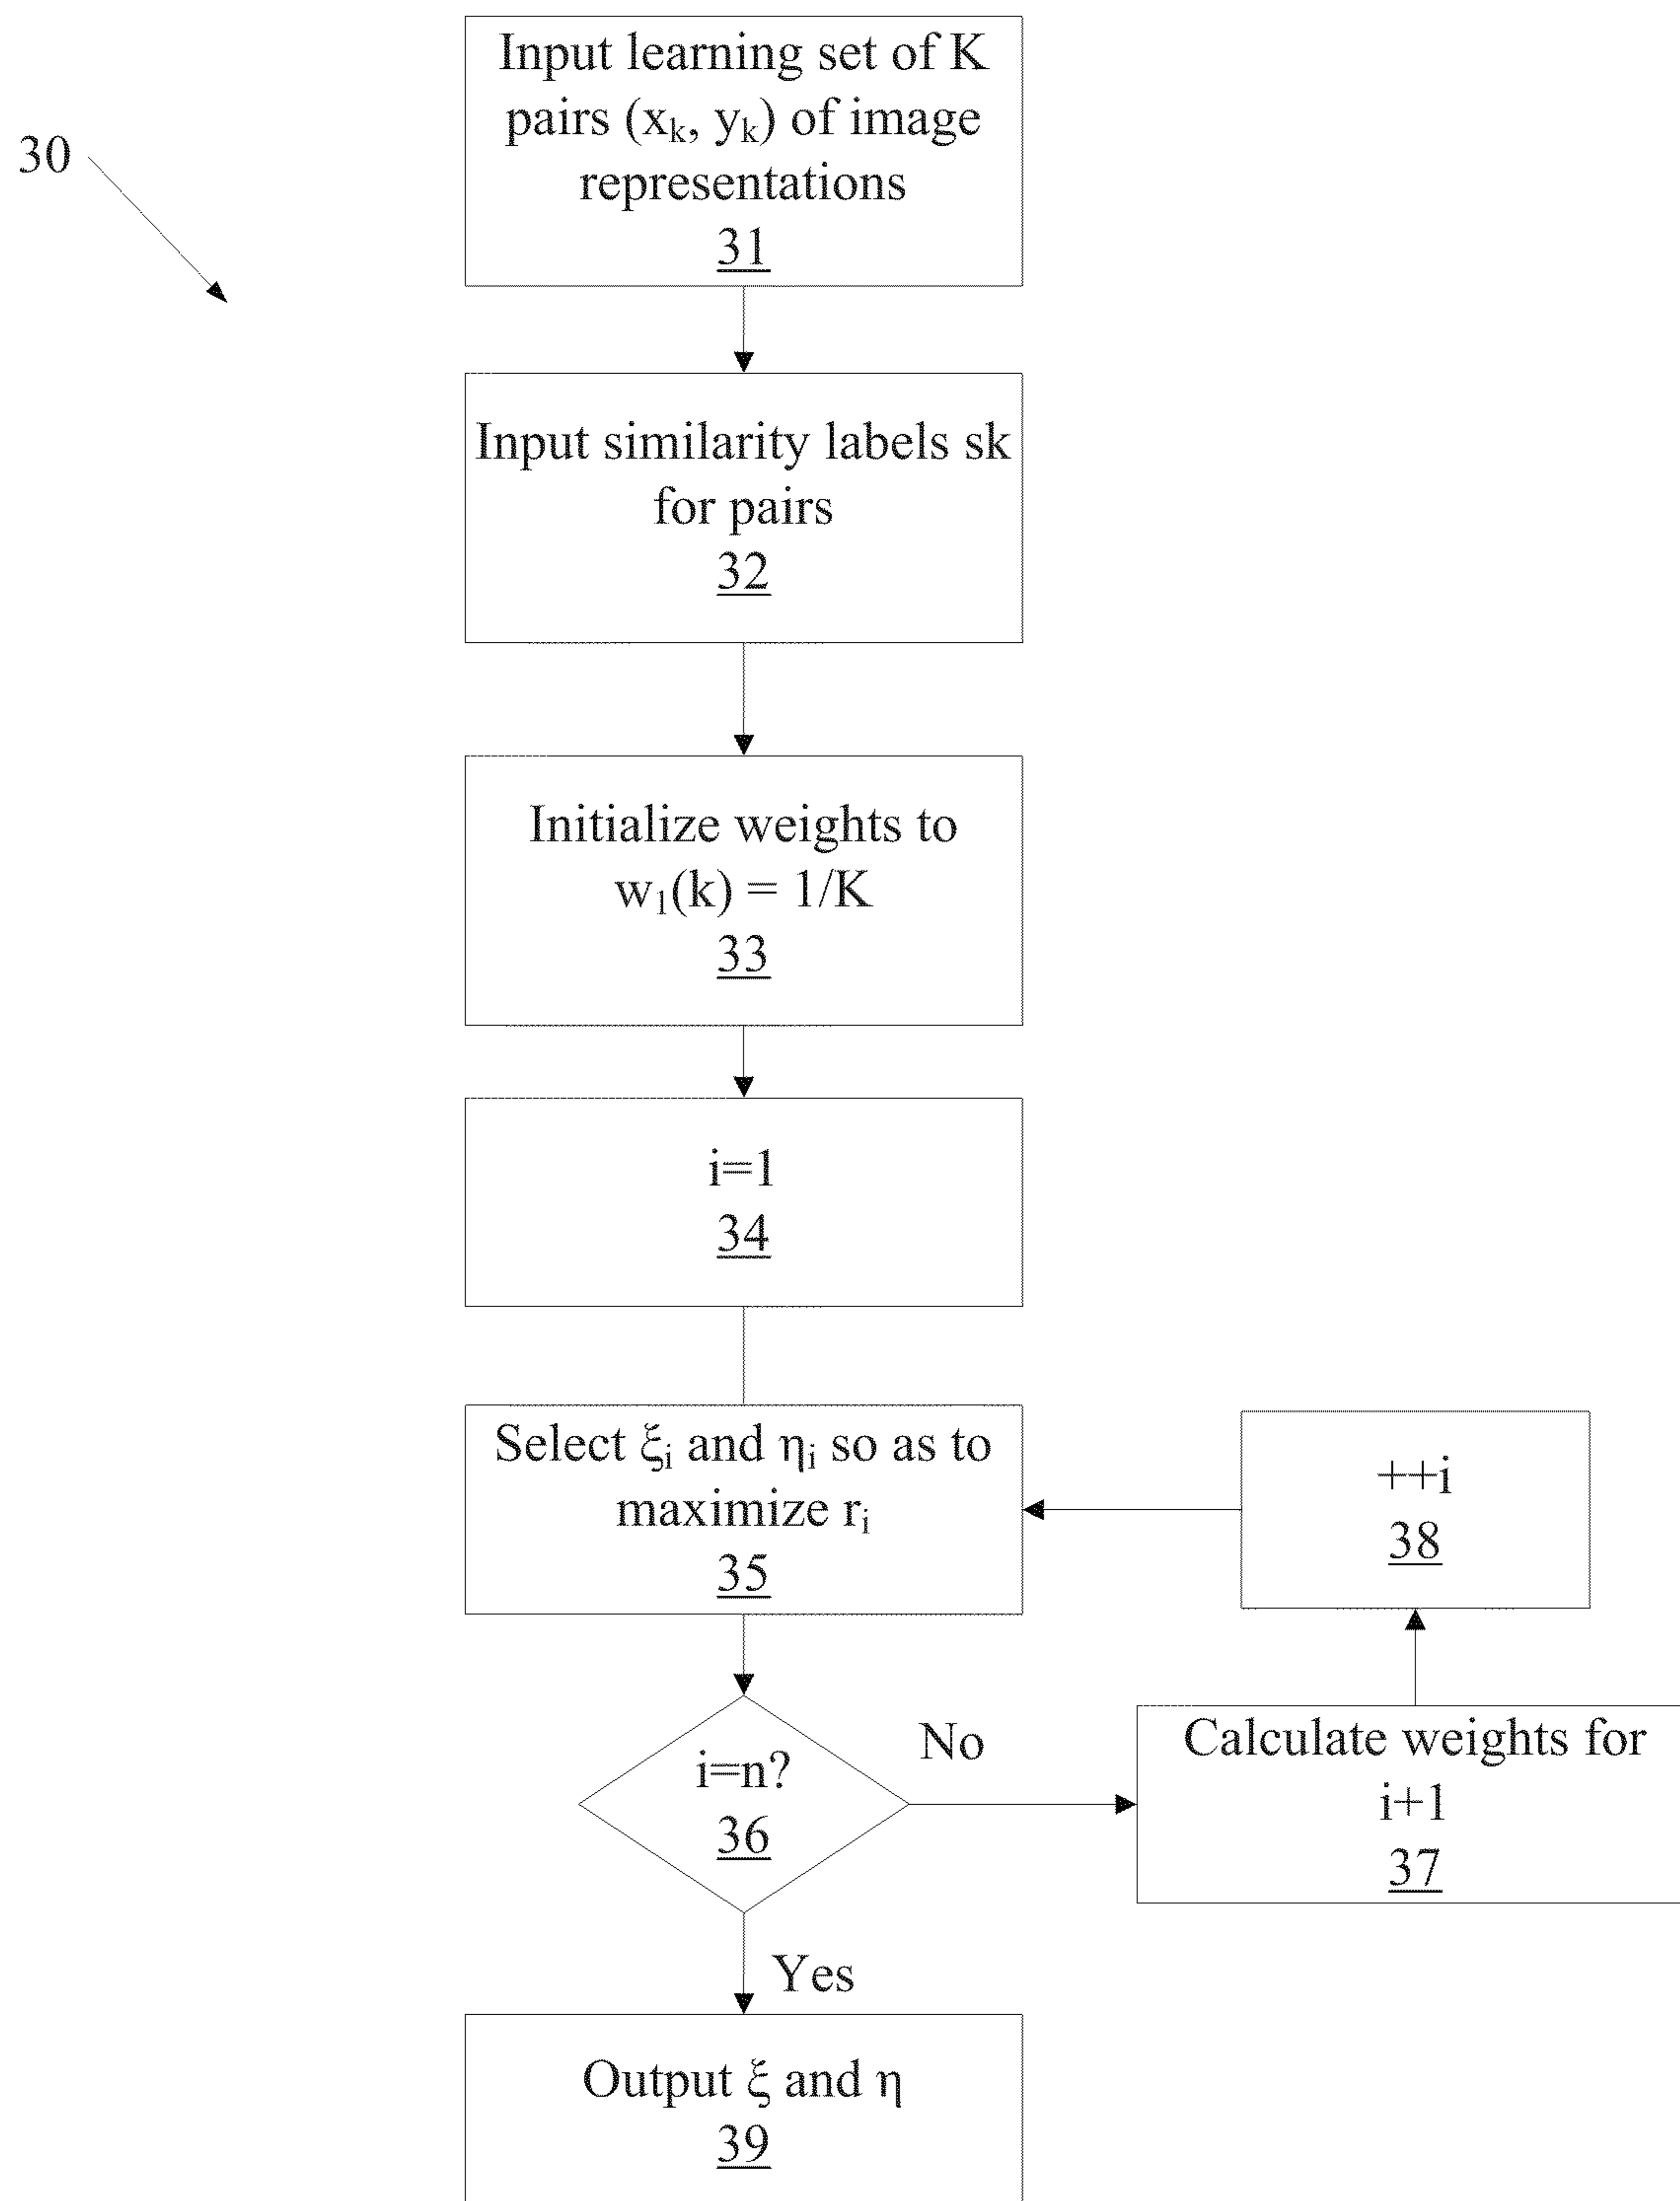 30
Input learning set of K
pairs (xk, yk) of image
representations
31
Input similarity labels sk
for pairs
32
Initialize weights to
w1(k) = 1/K
33
i=1
34
Select ξi and ηi so as to
maximize ri
35
++i
38
i=n?
36
No
Calculate weights for
i+1
37
Yes
Output ξ and η
39